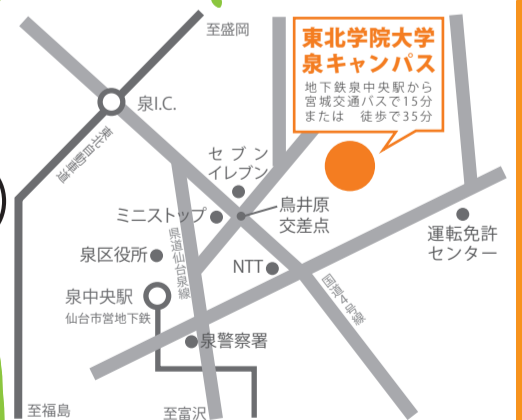 至盛岡
東北学院大学
泉キャンパス
地下鉄泉中央駅から
宮城交通バスで15分
または 徒歩で35分
泉I.C.
東北自動車道
セブン
イレブン
ミニストップ
鳥井原
交差点
県道仙台泉線
運転免許
センター
泉区役所
NTT
泉中央駅
仙台市営地下鉄
国道4号線
泉警察署
至福島
至富沢